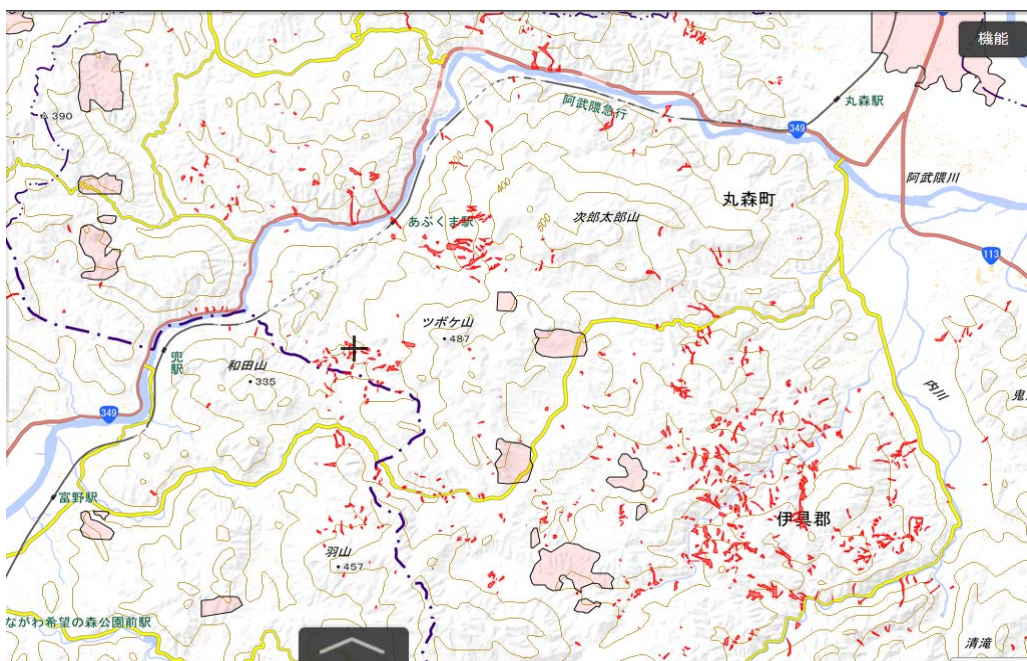 機能
丸森駅
390
阿武隈急行
349
阿武隈川
丸森町
200
400
次郎太郎山
あぶくま駅
500
113
ツボケ山
487
兜駅
和田山
335
内川
349
富野駅
伊具郡
羽山
457
ながわ希望の森公園前駅
清滝